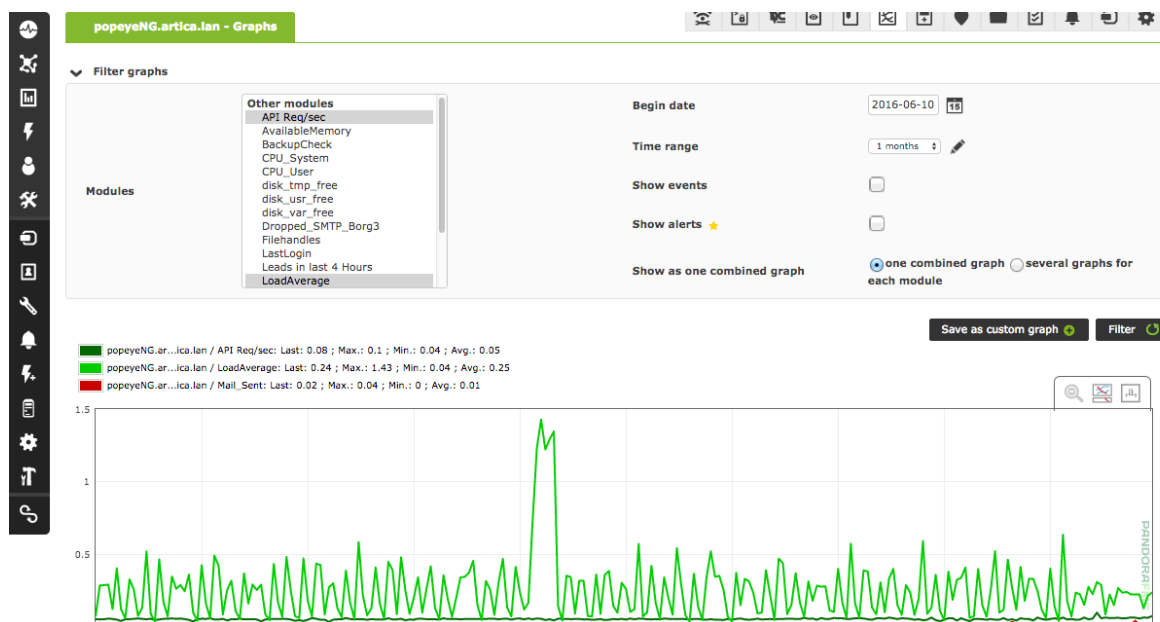 popeyeNG.artica.lan - Graphs
Filter graphs
Modules
Other modules
API Req/sec
AvailableMemory
BackupCheck
CPU_System
CPU_User
disk_tmp_free
disk_usr_free
disk_var_free
Dropped_SMTP_Borg3
Filehandles
LastLogin
Leads in last 4 Hours
LoadAverage
Begin date
2016-06-10
15
Time range
1 months
Show events
Show alerts
Show as one combined graph
one combined graph
several graphs for
each module
Save as custom graph
Filter
popeyeNG.ar...ica.lan / API Req/sec: Last: 0.08 ; Max.: 0.1 ; Min.: 0.04 ; Avg.: 0.05
popeyeNG.ar...ica.lan / LoadAverage: Last: 0.24 ; Max.: 1.43 ; Min.: 0.04 ; Avg.: 0.25
popeyeNG.ar...ica.lan / Mail_Sent: Last: 0.02 ; Max.: 0.04 ; Min.: 0 ; Avg.: 0.01
1.5
1
0.5
PANDORA